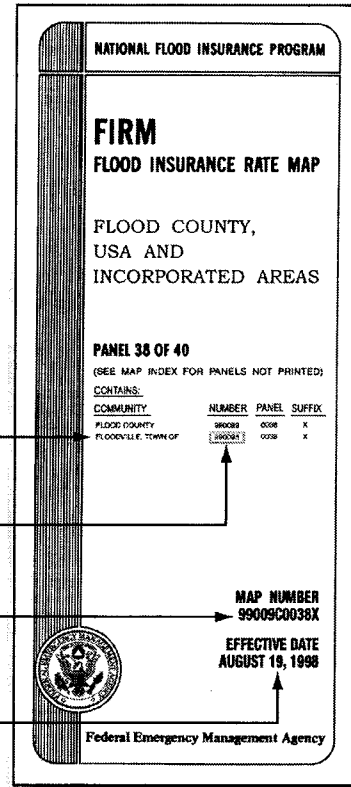 NATIONAL FLOOD INSURANCE PROGRAM
FIRM
FLOOD INSURANCE RATE MAP
FLOOD COUNTY,
USA AND
INCORPORATED AREAS
PANEL 38 OF 40
(SEE MAP INDEX FOR PANELS NOT PRINTED)
CONTAINS:
COMMUNITY NUMBER PANEL SUFFIX
FLOOD COUNTY 0038 X
FLOODVILLE, TOWN OF 0038 X
MAP NUMBER
99009C0038X
EFFECTIVE DATE
AUGUST 19, 1998
Federal Emergency Management Agency